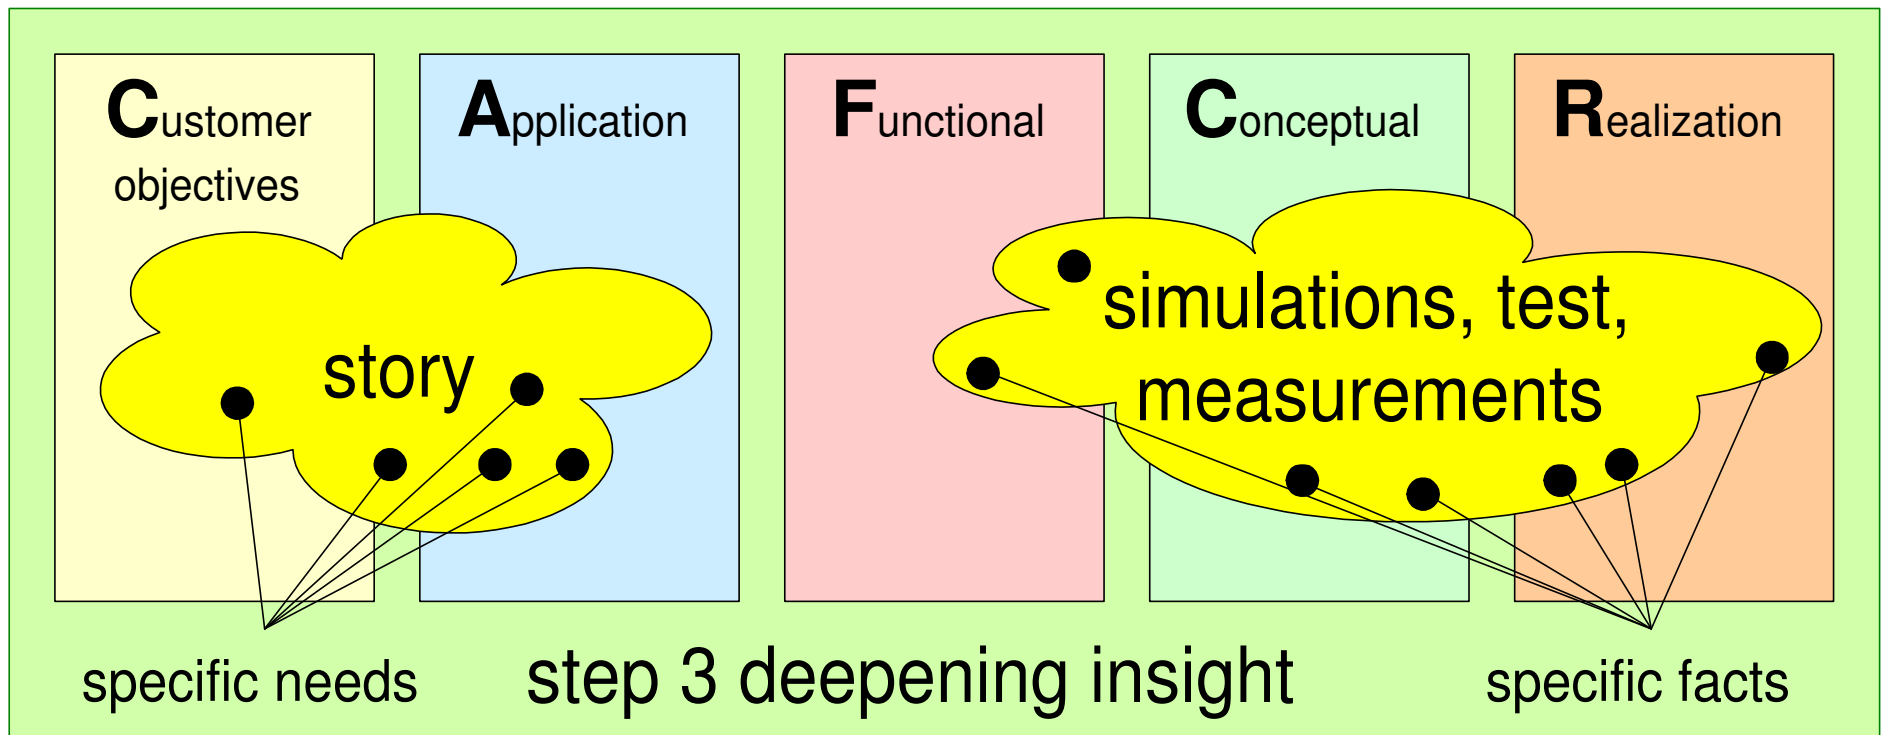 Customer
objectives
Application
Functional
Conceptual
Realization
story
simulations, test,
measurements
specific needs
step 3 deepening insight
specific facts